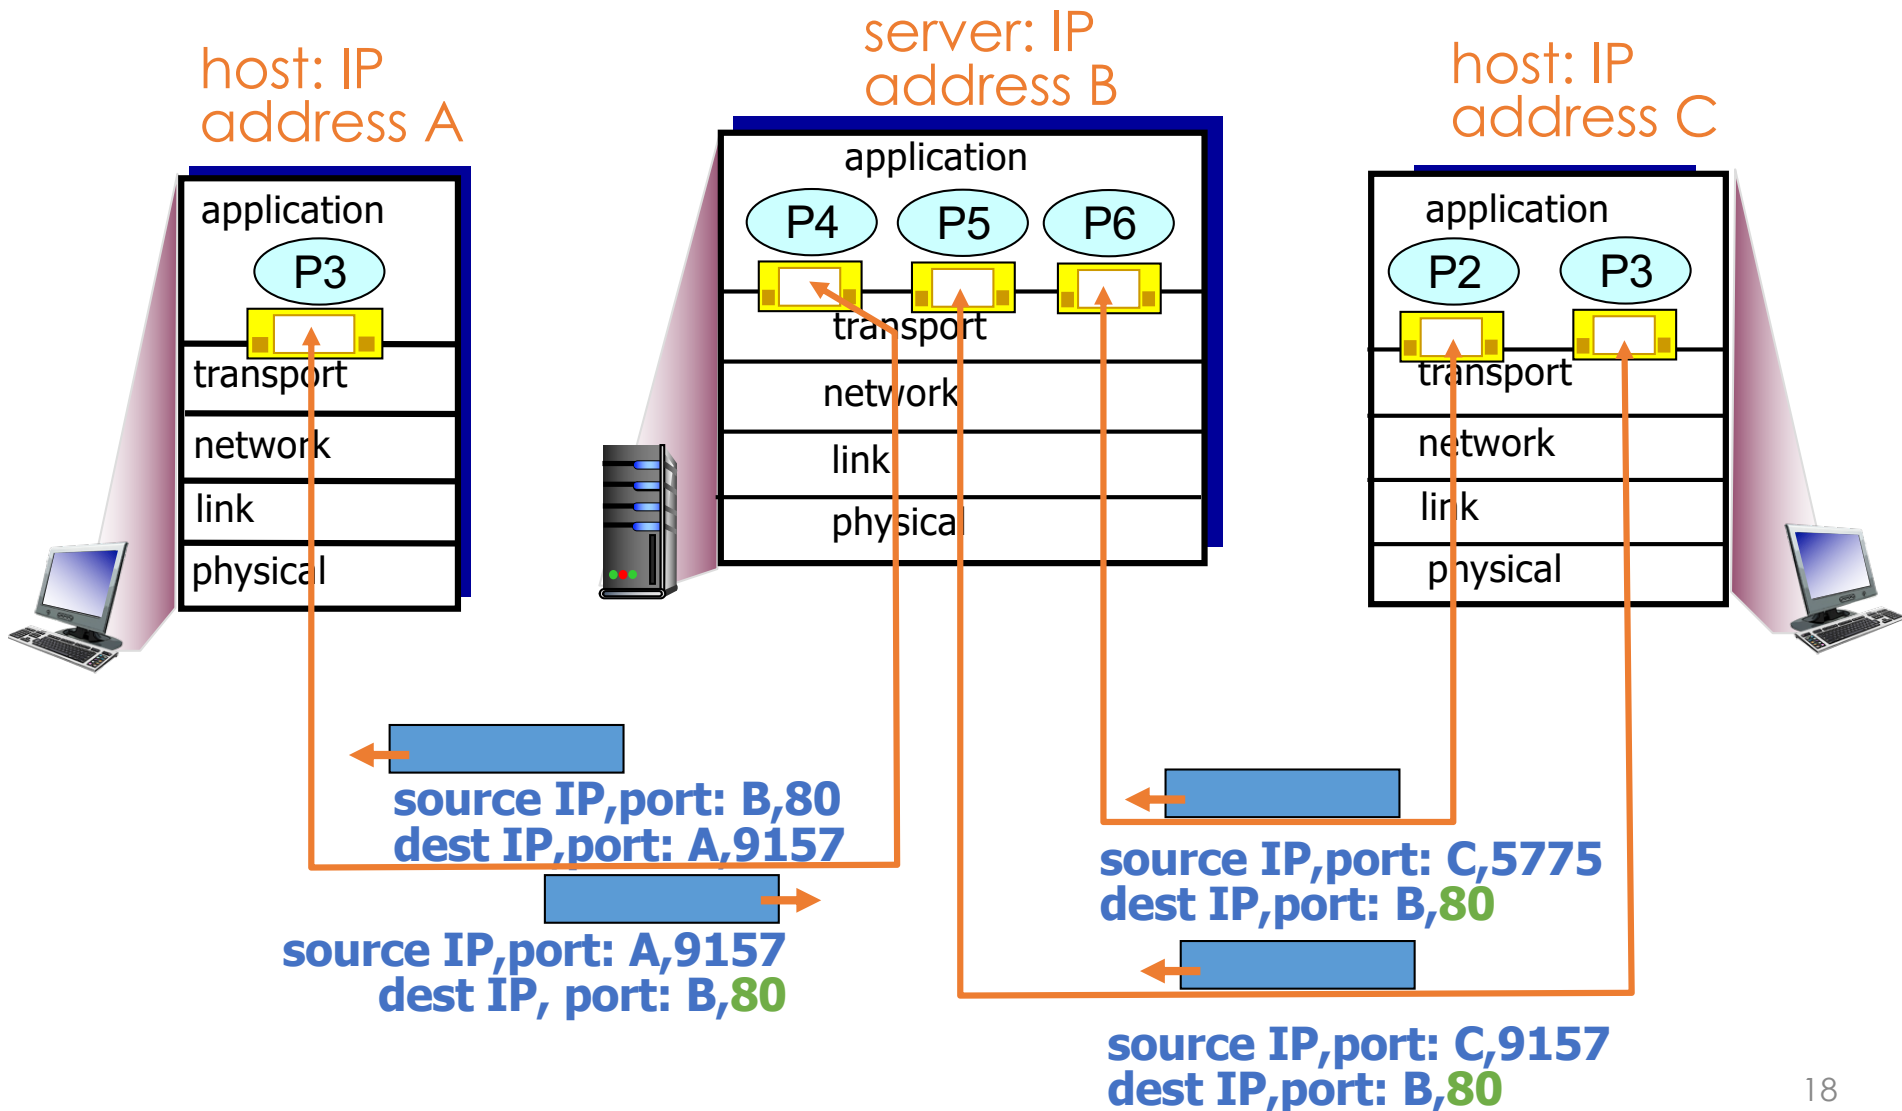 host: IP
address A
server: IP
address B
host: IP
address C
application
P3
transport
network
link
physical
application
P4
P5
P6
transport
network
link
physical
application
P2
P3
transport
network
link
physical
source IP,port: B,80
dest IP,port: A,9157
source IP,port: A,9157
dest IP, port: B,80
source IP,port: C,5775
dest IP,port: B,80
source IP,port: C,9157
dest IP,port: B,80
18